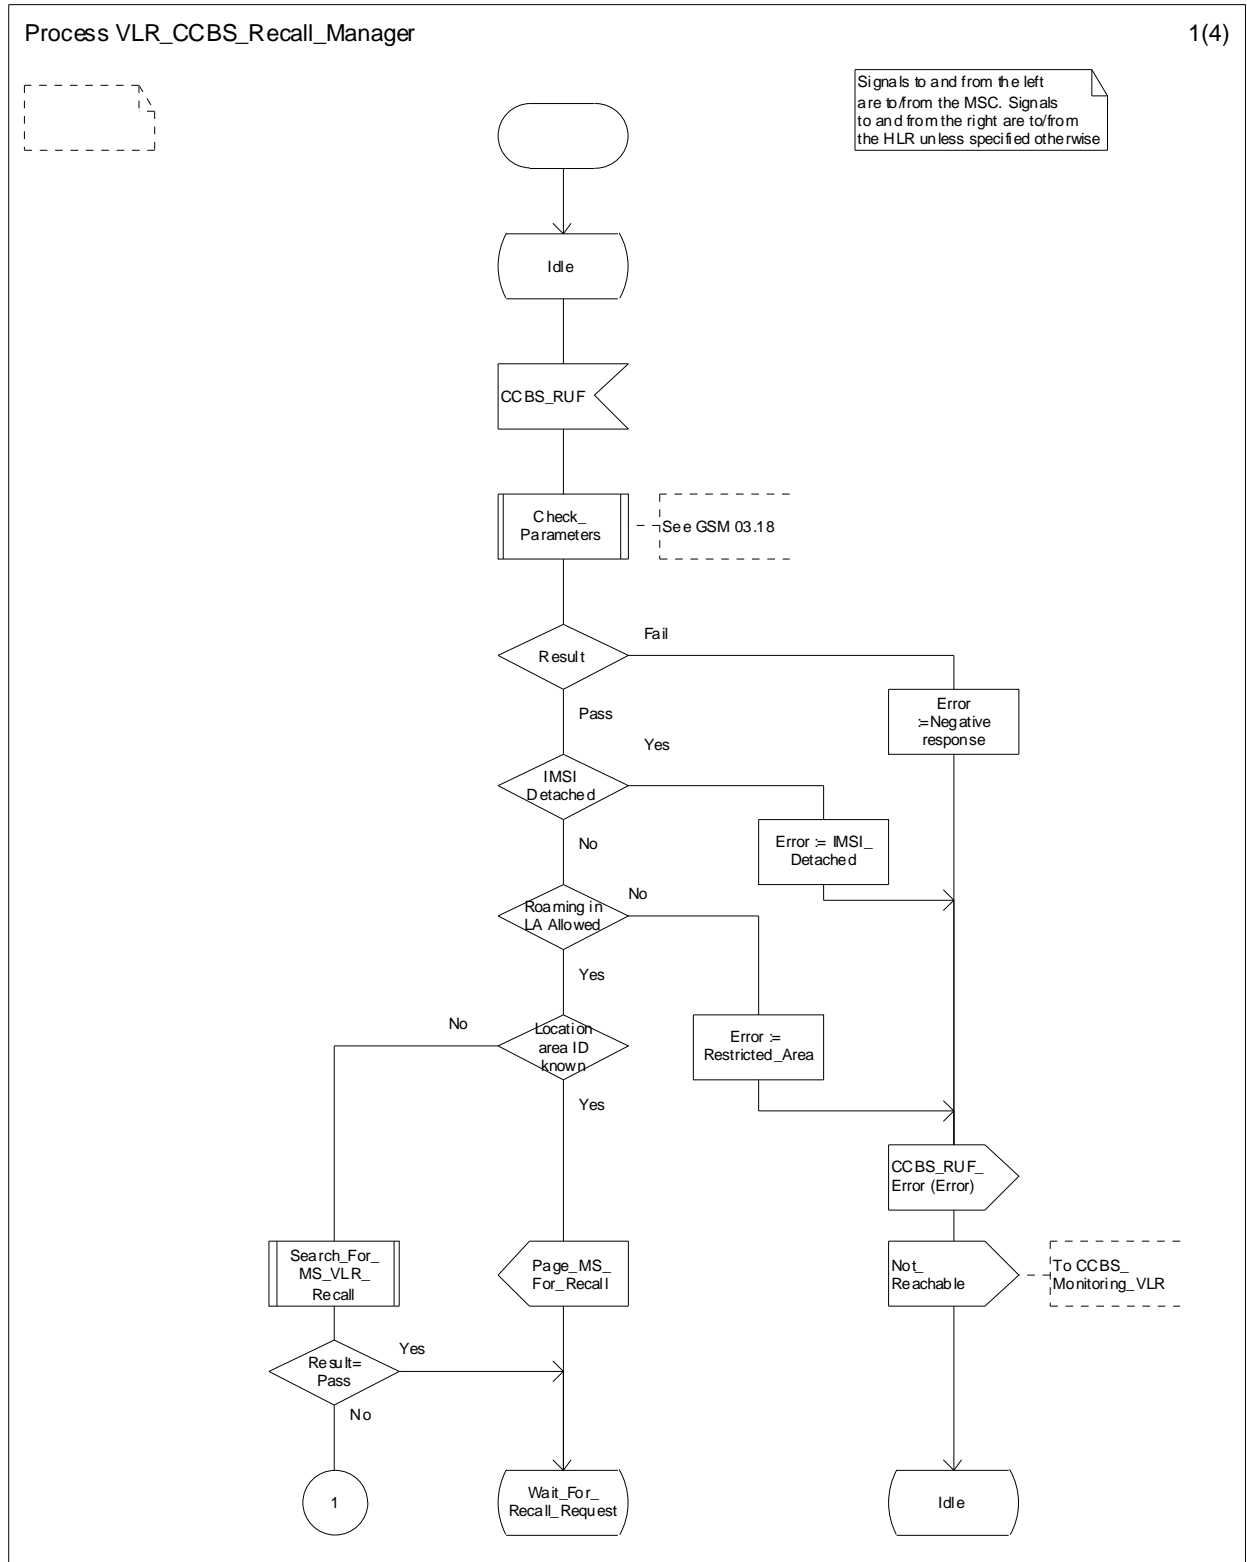 Process VLR_CCBS_Recall_Manager
1(4)
Signals to and from the left
are to/from the MSC. Signals
to and from the right are to/from
the HLR unless specified otherwise
Idle
CCBS_RUF
Check_
Parameters
See GSM 03.18
Result
Fail
Pass
Error
:=Negative
response
IMSI
Detached
Yes
No
Error := IMSI_
Detached
Roaming in
LA Allowed
No
Yes
Error :=
Restricted_Area
Location
area ID
known
No
Yes
CCBS_RUF_
Error (Error)
Search_For_
MS_VLR_
Recall
Page_MS_
For_Recall
Not_
Reachable
To CCBS_
Monitoring_VLR
Result=
Pass
Yes
No
1
Wait_For_
Recall_Request
Idle